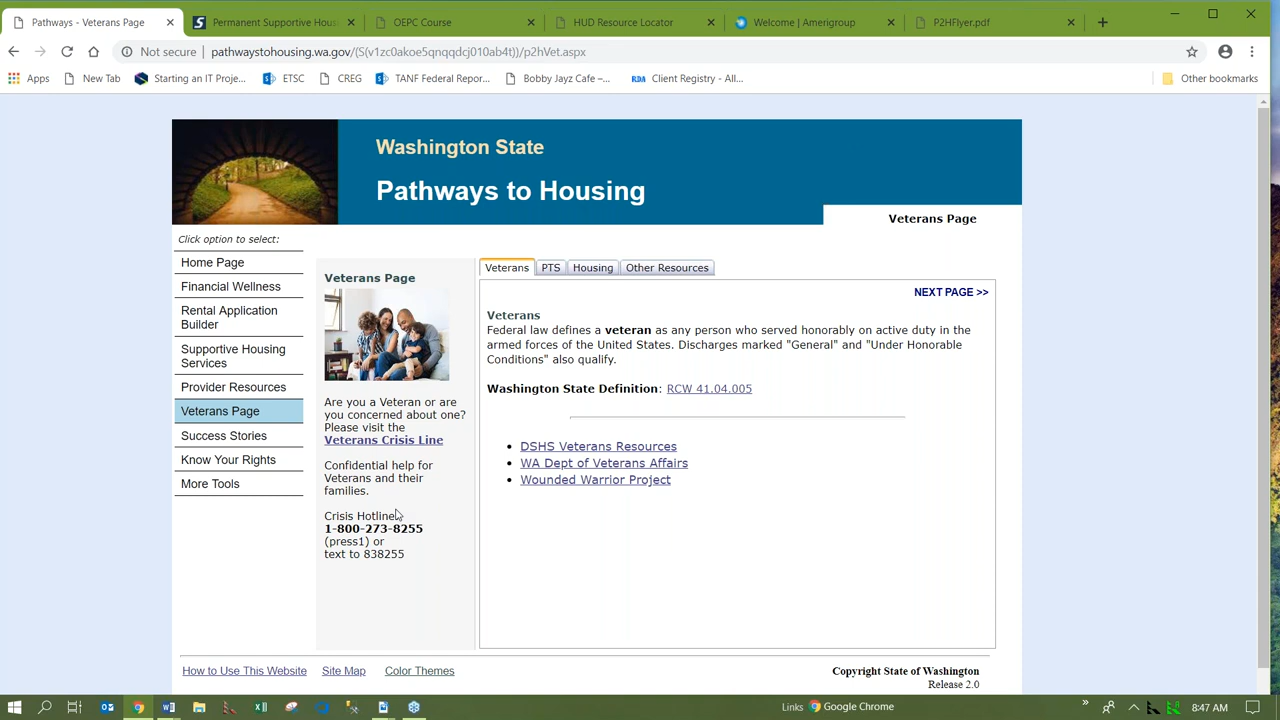 Pathways - Veterans Page
Permanent Supportive Hous
OEPC Course
HUD Resource Locator
Welcome | Amerigroup
P2HFlyer.pdf
Not secure | pathwaystohousing.wa.gov/(S(v1zc0akoe5qnqqdcj010ab4t))/p2hVet.aspx
Apps
New Tab
Starting an IT Proje...
ETSC
CREG
TANF Federal Repor...
Bobby Jayz Cafe –...
RDA
Client Registry - Al...
Other bookmarks
Washington State
Pathways to Housing
Veterans Page
Click option to select:
Home Page
Financial Wellness
Rental Application
Builder
Supportive Housing
Services
Provider Resources
Veterans Page
Success Stories
Know Your Rights
More Tools
Veterans Page
Are you a Veteran or are
you concerned about one?
Please visit the
Veterans Crisis Line
Confidential help for
Veterans and their
families.
Crisis Hotline
1-800-273-8255
(press1) or
text to 838255
Veterans
PTS
Housing
Other Resources
NEXT PAGE >>
Veterans
Federal law defines a veteran as any person who served honorably on active duty in the
armed forces of the United States. Discharges marked "General" and "Under Honorable
Conditions" also qualify.
Washington State Definition: RCW 41.04.005
• DSHS Veterans Resources
• WA Dept of Veterans Affairs
• Wounded Warrior Project
How to Use This Website
Site Map
Color Themes
Copyright State of Washington
Release 2.0
Links
Google Chrome
8:47 AM